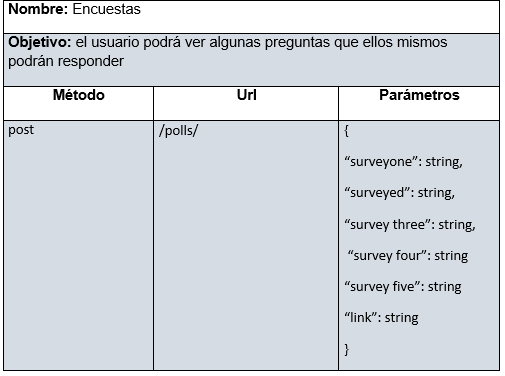 Nombre: Encuestas
Objetivo: el usuario podrá ver algunas preguntas que ellos mismos
podrán responder
Método Url Parámetros
post /polls/ {
“surveyone”: string,
“surveyed”: string,
“survey three”: string,
“survey four”: string
“survey five”: string
“link”: string
}